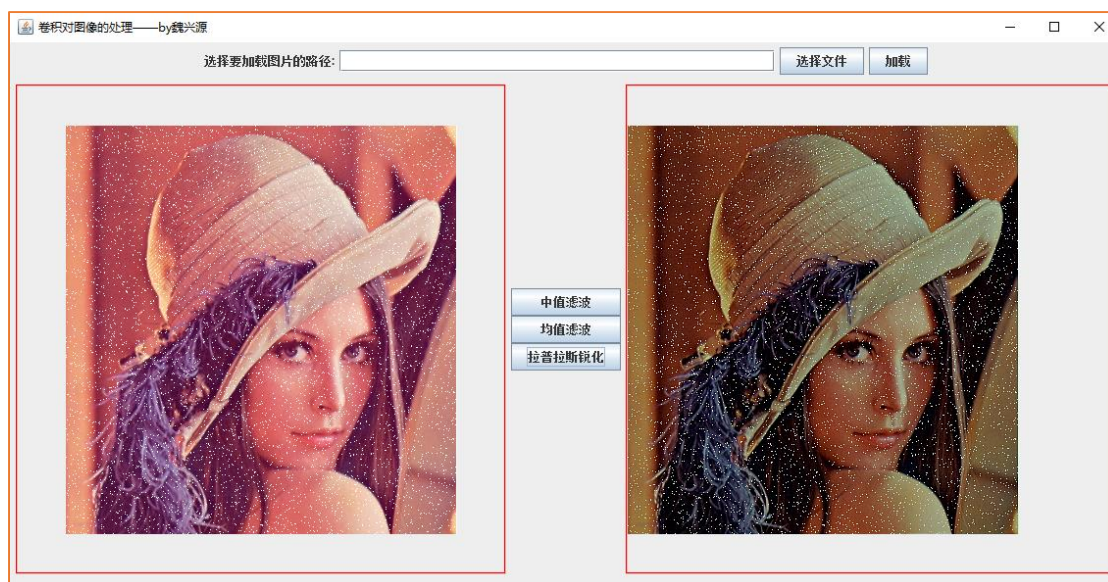 卷积对图像的处理——by魏兴源
选择要加载图片的路径: 选择文件 加载
中值滤波
均值滤波
拉普拉斯锐化